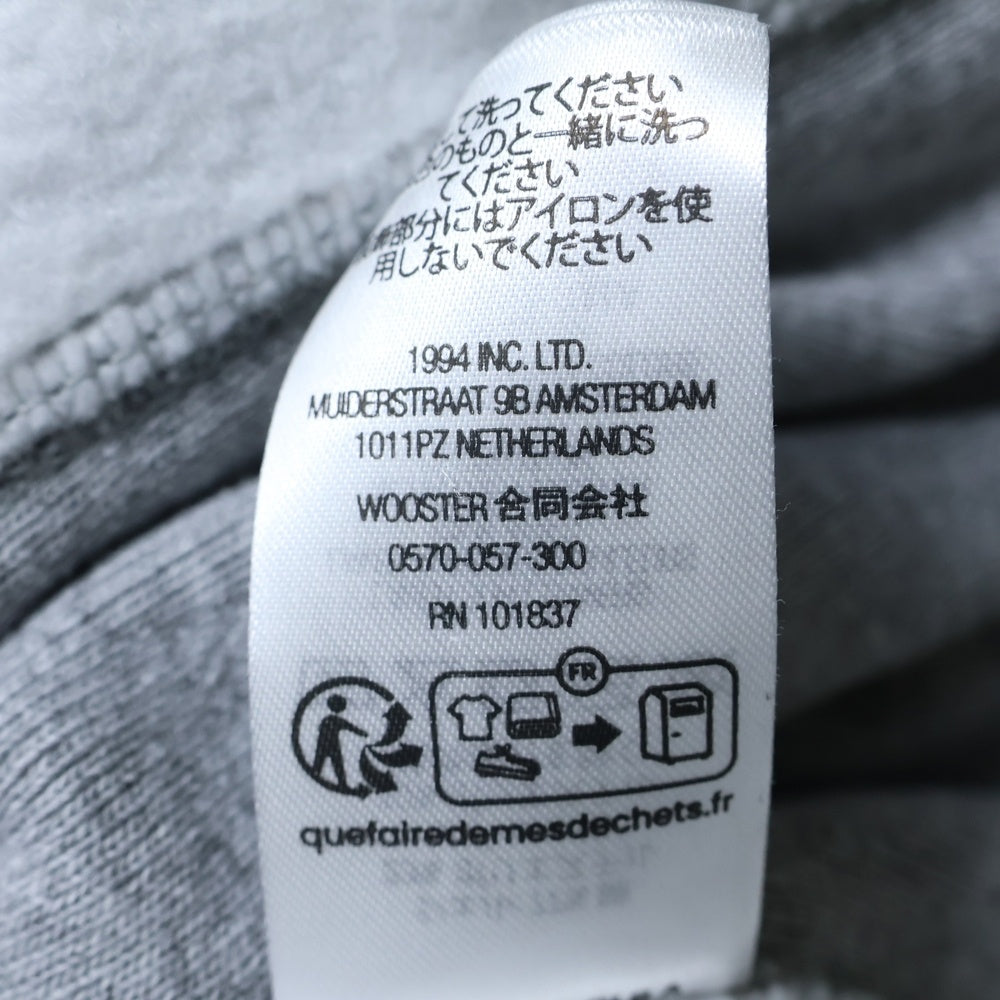 て洗ってください
のものと一緒に洗っ
てください
部分にはアイロンを使
用しないでください
1994 INC. LTD.
MUIDERSTRAAT 9B AMSTERDAM
1011PZ NETHERLANDS
WOOSTER 合同会社
0570-057-300
RN 101837
FR
quefairedemesdechets.fr